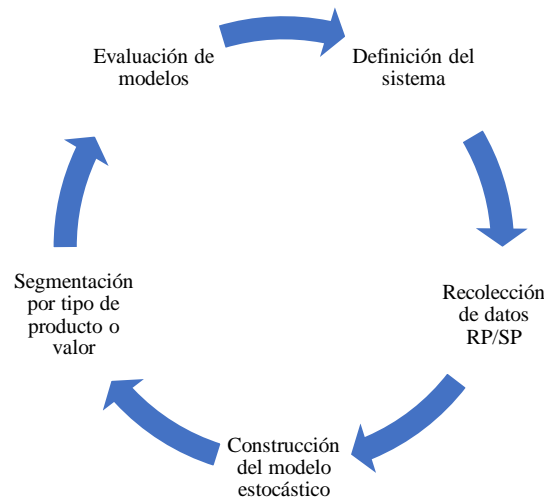 Evaluación de
modelos
Definición del
sistema
Recolección
de datos
RP/SP
Construcción
del modelo
estocástico
Segmentación
por tipo de
producto o
valor